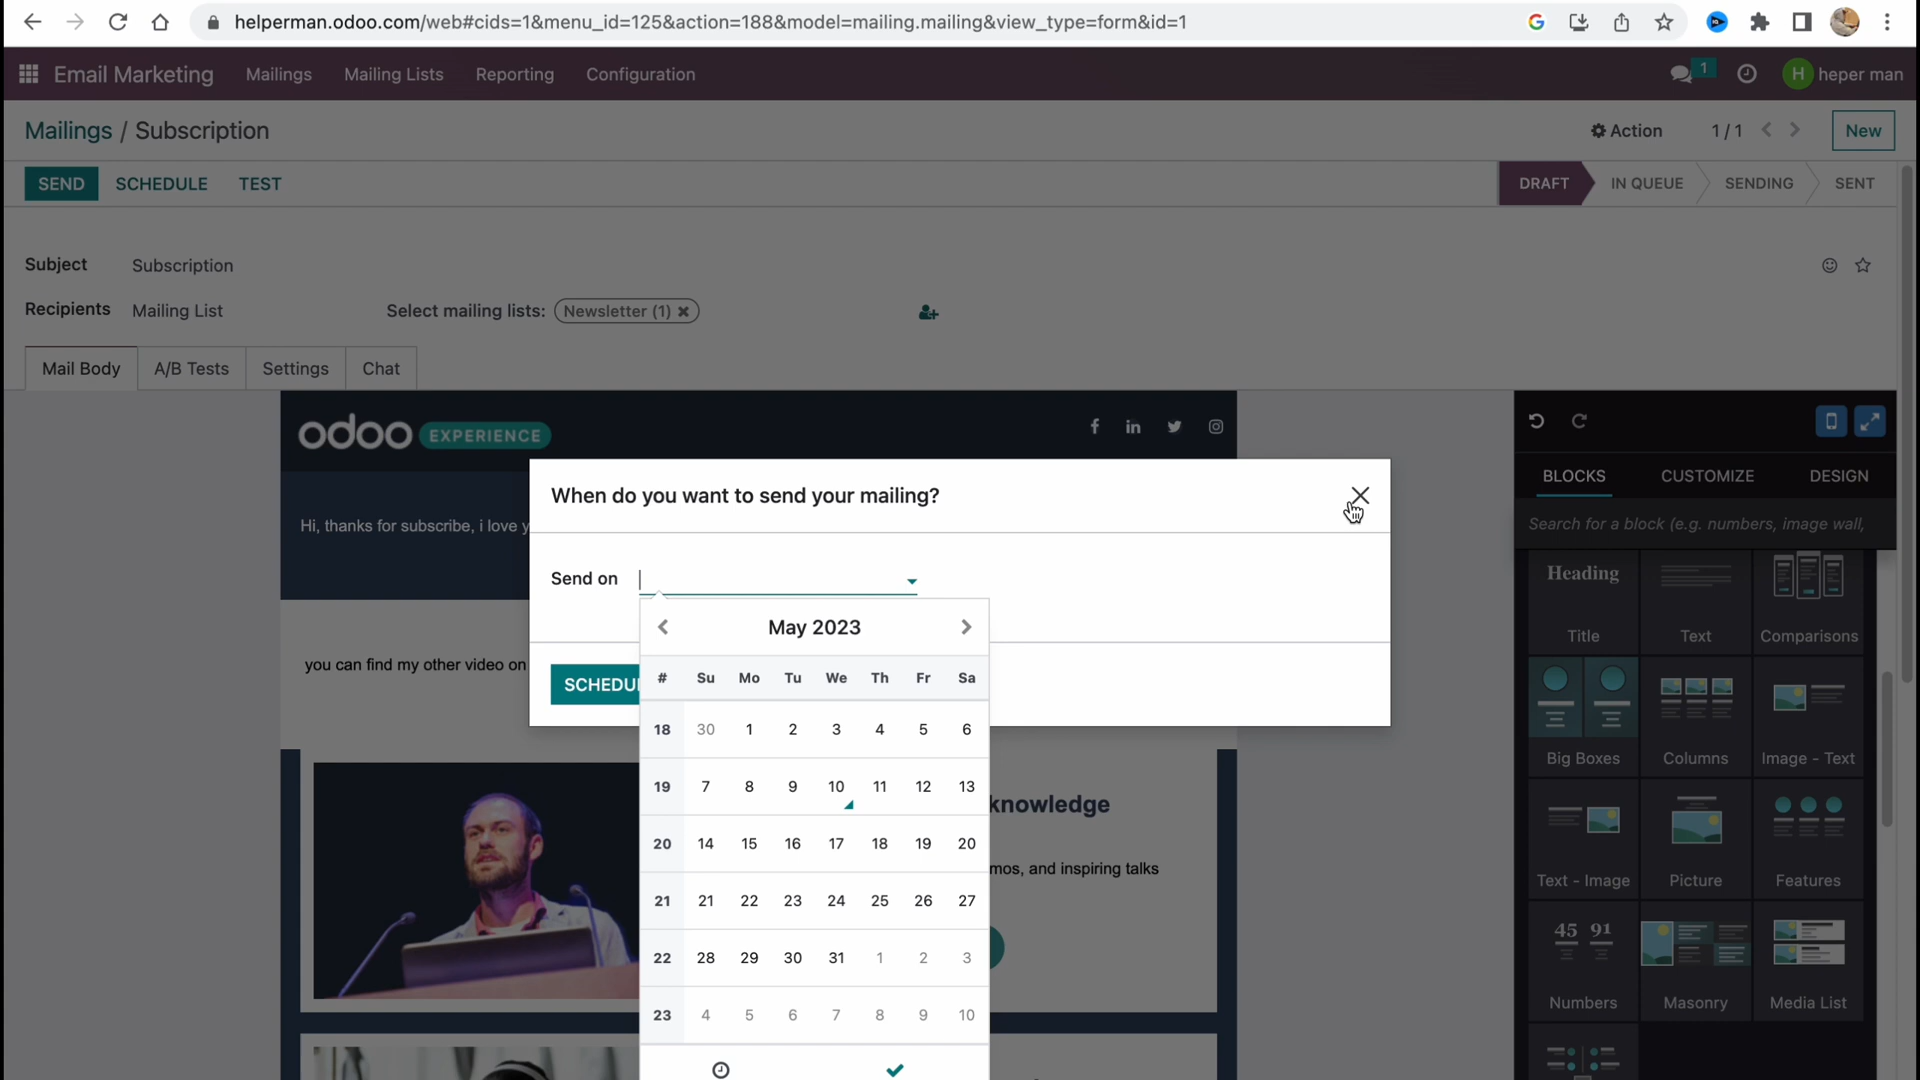 helperman.odoo.com/web#cids=1&menu_id=125&action=188&model=mailing.mailing&view_type=form&id=1
Email Marketing Mailings Mailing Lists Reporting Configuration 1 H heper man
Mailings / Subscription Action 1 / 1 New
SEND SCHEDULE TEST DRAFT IN QUEUE SENDING SENT
Subject Subscription
Recipients Mailing List Select mailing lists: Newsletter (1)
Mail Body A/B Tests Settings Chat
odoo EXPERIENCE
BLOCKS CUSTOMIZE DESIGN
When do you want to send your mailing?
Hi, thanks for subscribe, i love y
Search for a block (e.g. numbers, image wall,
Send on
Heading
May 2023
Title Text Comparisons
you can find my other video on
SCHEDU
# Su Mo Tu We Th Fr Sa
18 30 1 2 3 4 5 6
Big Boxes Columns Image - Text
19 7 8 9 10 11 12 13
knowledge
20 14 15 16 17 18 19 20
mos, and inspiring talks
Text - Image Picture Features
21 21 22 23 24 25 26 27
45 91
22 28 29 30 31 1 2 3
Numbers Masonry Media List
23 4 5 6 7 8 9 10